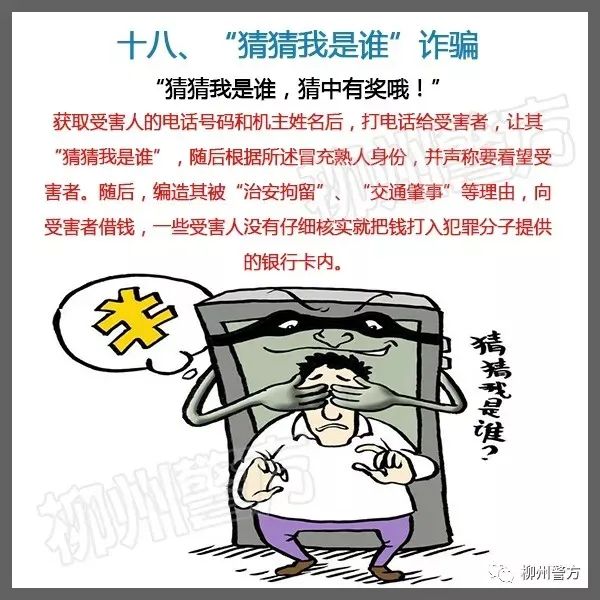 十八、“猜猜我是谁”诈骗
“猜猜我是谁，猜中有奖哦！”
获取受害人的电话号码和机主姓名后，打电话给受害者，让其
“猜猜我是谁”，随后根据所述冒充熟人身份，并声称要看望受
害者。随后，编造其被“治安拘留”、“交通肇事”等理由，向
受害者借钱，一些受害人没有仔细核实就把钱打入犯罪分子提供
的银行卡内。
猜猜我是谁？
柳州警方
柳州警方
柳州警方